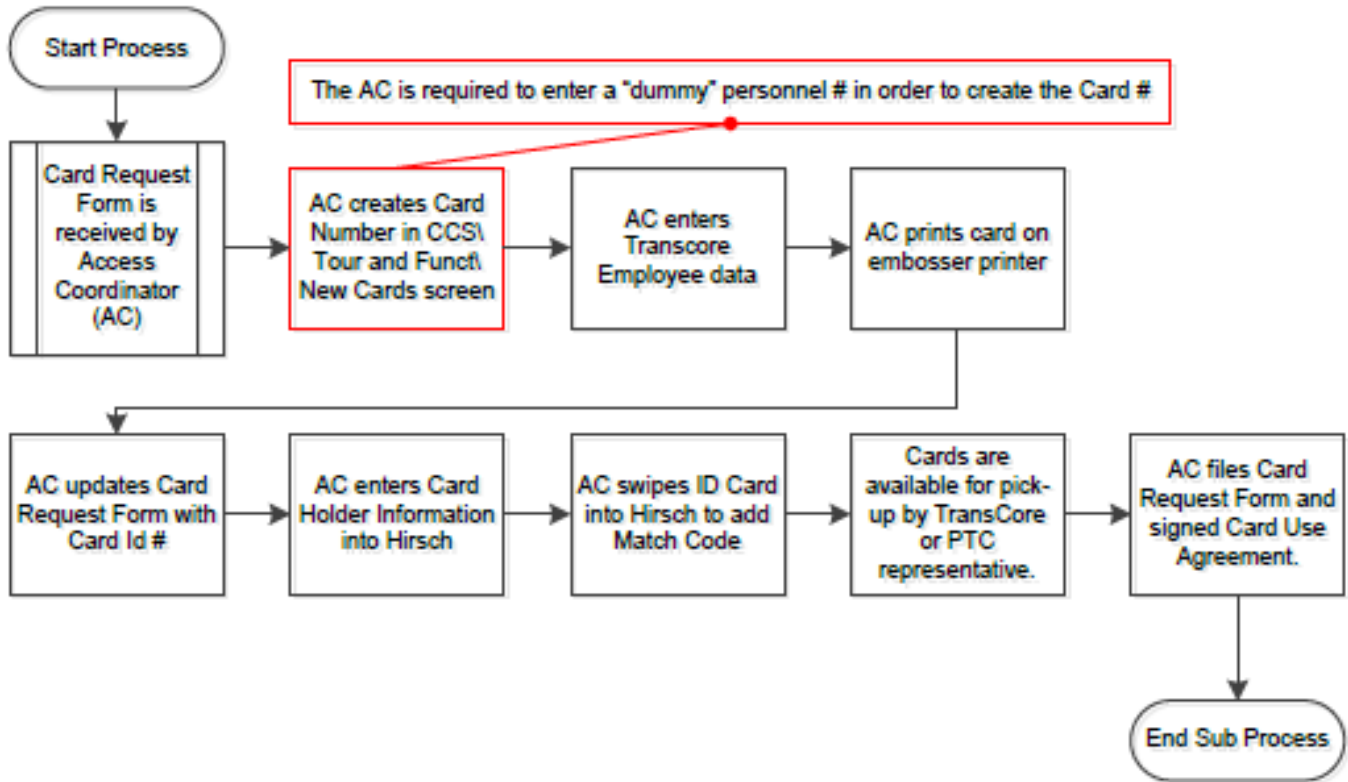 Start Process
The AC is required to enter a "dummy" personnel # in order to create the Card #
Card Request
Form is
received by
Access
Coordinator
(AC)
AC creates Card
Number in CCS\
Tour and Funct\
New Cards screen
AC enters
Transcore
Employee data
AC prints card on
embosser printer
AC updates Card
Request Form with
Card Id #
AC enters Card
Holder Information
into Hirsch
AC swipes ID Card
into Hirsch to add
Match Code
Cards are
available for pick-
up by TransCore
or PTC
representative.
AC files Card
Request Form and
signed Card Use
Agreement.
End Sub Process